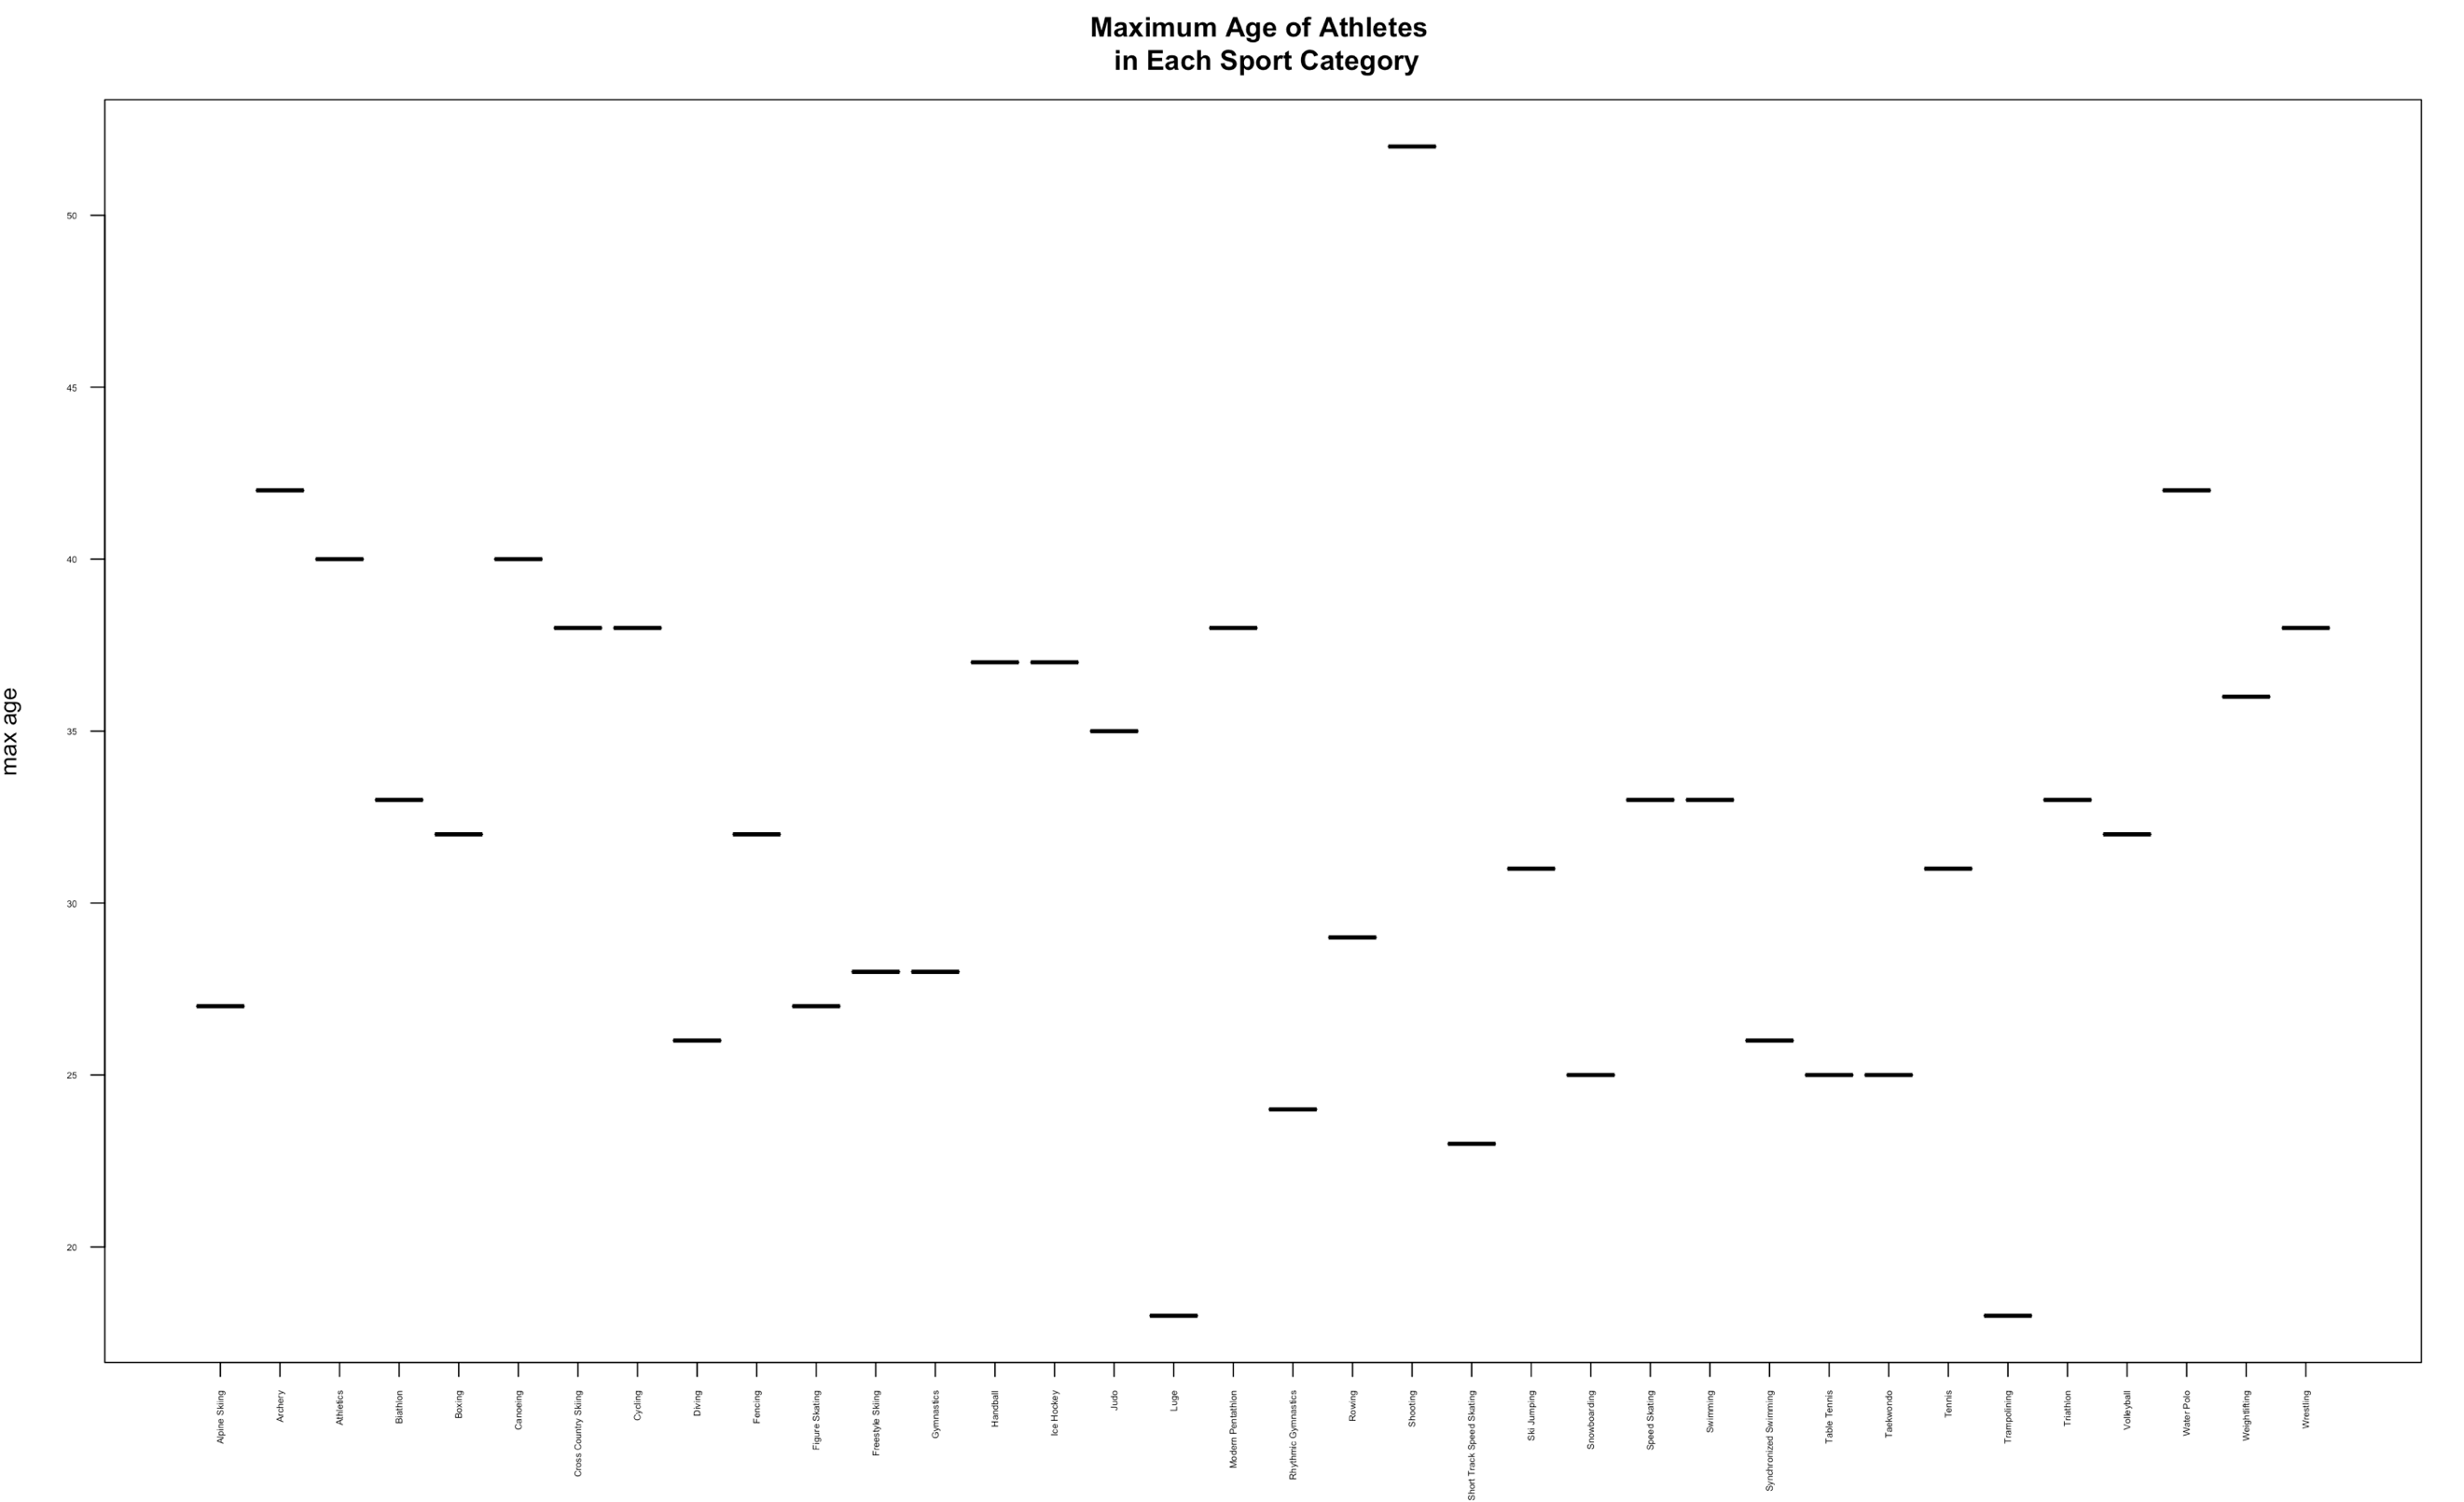 Maximum Age of Athletes
in Each Sport Category
max age
50
45
40
35
30
25
20
Alpine Skiing
Archery
Athletics
Biathlon
Boxing
Canoeing
Cross Country Skiing
Cycling
Diving
Fencing
Figure Skating
Freestyle Skiing
Gymnastics
Handball
Ice Hockey
Judo
Luge
Modern Pentathlon
Rhythmic Gymnastics
Rowing
Shooting
Short Track Speed Skating
Ski Jumping
Snowboarding
Speed Skating
Swimming
Synchronized Swimming
Table Tennis
Taekwondo
Tennis
Trampolining
Triathlon
Volleyball
Water Polo
Weightlifting
Wrestling